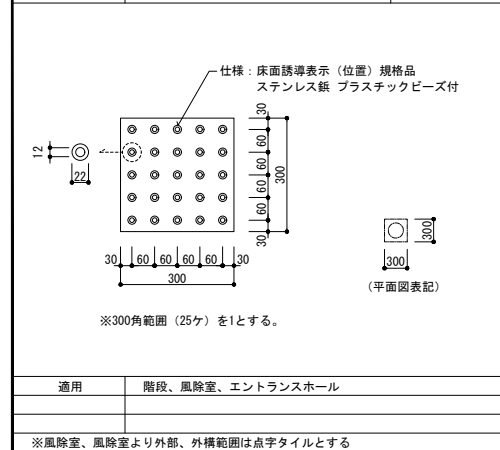 仕様：床面誘導表示（位置）規格品
ステンレス鋲 プラスチックビーズ付
12
22
30
60
60
60
60
30
300
30 60 60 60 60 30
300
※300角範囲（25ケ）を1とする。
300
300
（平面図表記）
適用 階段、風除室、エントランスホール
※風除室、風除室より外部、外構範囲は点字タイルとする